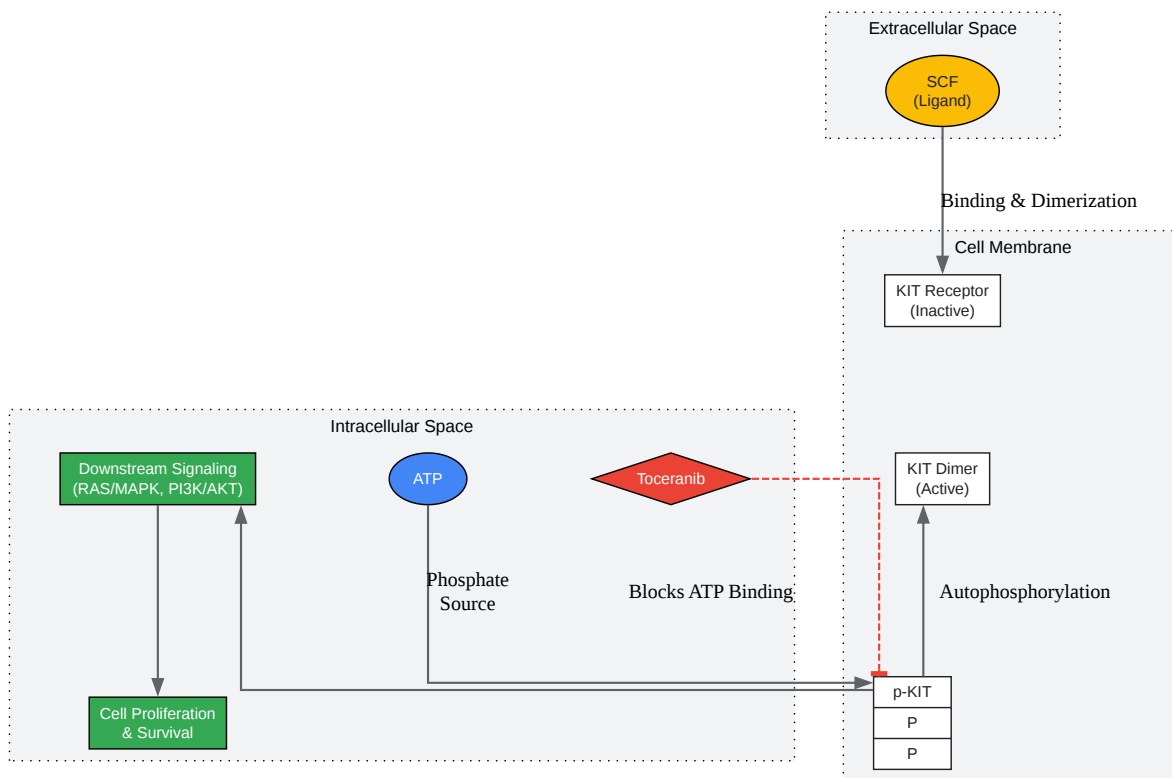 Extracellular Space
SCF
(Ligand)
Binding & Dimerization
Cell Membrane
KIT Receptor
(Inactive)
Intracellular Space
Downstream Signaling
(RAS/MAPK, PI3K/AKT)
ATP
Toceranib
KIT Dimer
(Active)
Phosphate
Source
Blocks ATP Binding
Autophosphorylation
p-KIT
P
P
Cell Proliferation
& Survival